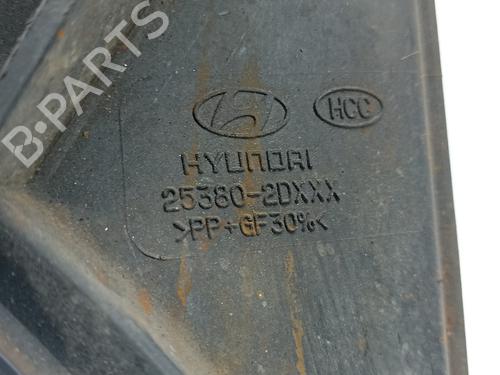 B-PARTS
HCC
HYUNDAI
25380-2DXXX
>PP+GF30%<